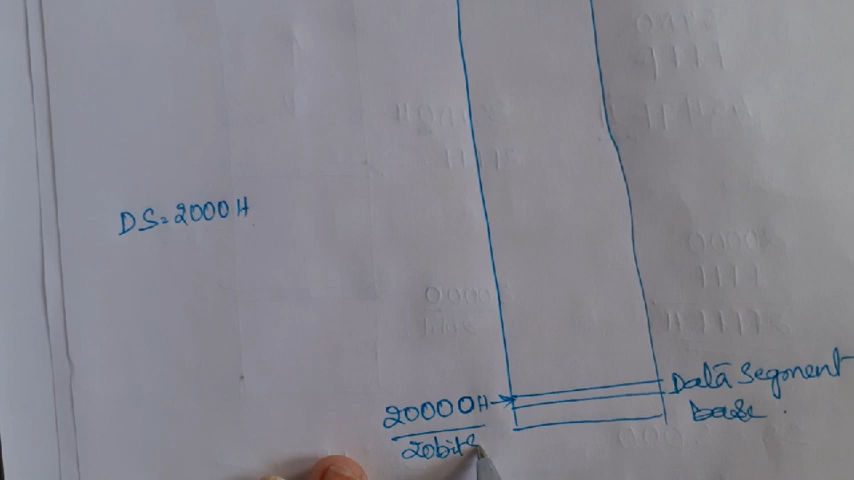 DS=2000H
20000H
Data Segment
base.
20bits